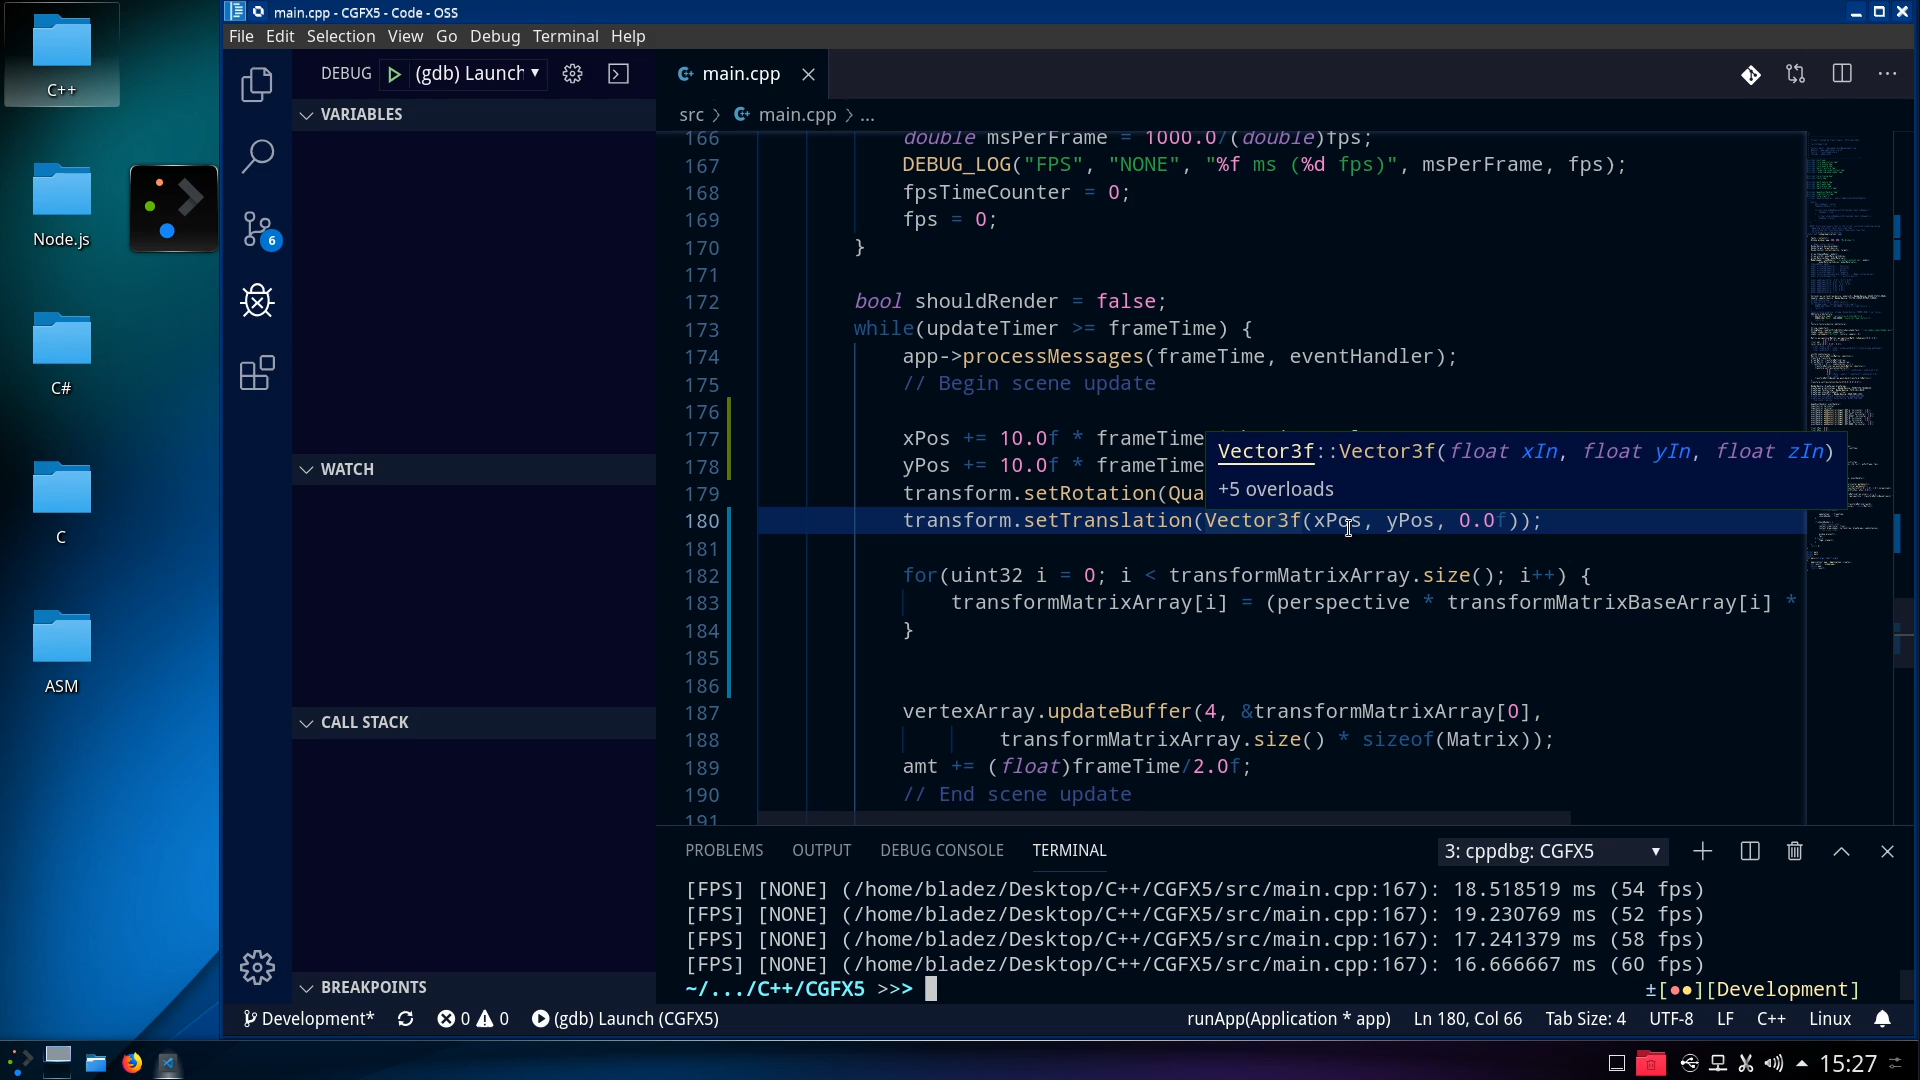 main.cpp - CGFX5 - Code - OSS
File Edit Selection View Go Debug Terminal Help
C++
Node.js
C#
C
ASM
6
DEBUG (gdb) Launch
VARIABLES
WATCH
CALL STACK
BREAKPOINTS
main.cpp
src main.cpp ...
166 double msPerFrame = 1000.0/(double)fps;
167 DEBUG_LOG("FPS", "NONE", "%f ms (%d fps)", msPerFrame, fps);
168 fpsTimeCounter = 0;
169 fps = 0;
170 }
171
172 bool shouldRender = false;
173 while(updateTimer >= frameTime) {
174 app->processMessages(frameTime, eventHandler);
175 // Begin scene update
176
177 xPos += 10.0f * frameTime
178 yPos += 10.0f * frameTime
Vector3f::Vector3f(float xIn, float yIn, float zIn)
+5 overloads
179 transform.setRotation(Qua
180 transform.setTranslation(Vector3f(xPos, yPos, 0.0f));
181
182 for(uint32 i = 0; i < transformMatrixArray.size(); i++) {
183 transformMatrixArray[i] = (perspective * transformMatrixBaseArray[i] *
184 }
185
186
187 vertexArray.updateBuffer(4, &transformMatrixArray[0],
188 transformMatrixArray.size() * sizeof(Matrix));
189 amt += (float)frameTime/2.0f;
190 // End scene update
191
PROBLEMS OUTPUT DEBUG CONSOLE TERMINAL 3: cppdbg: CGFX5
[FPS] [NONE] (/home/bladez/Desktop/C++/CGFX5/src/main.cpp:167): 18.518519 ms (54 fps)
[FPS] [NONE] (/home/bladez/Desktop/C++/CGFX5/src/main.cpp:167): 19.230769 ms (52 fps)
[FPS] [NONE] (/home/bladez/Desktop/C++/CGFX5/src/main.cpp:167): 17.241379 ms (58 fps)
[FPS] [NONE] (/home/bladez/Desktop/C++/CGFX5/src/main.cpp:167): 16.666667 ms (60 fps)
~/.../C++/CGFX5 >>> ±[●●][Development]
Development* 0 0 (gdb) Launch (CGFX5) runApp(Application * app) Ln 180, Col 66 Tab Size: 4 UTF-8 LF C++ Linux
15:27